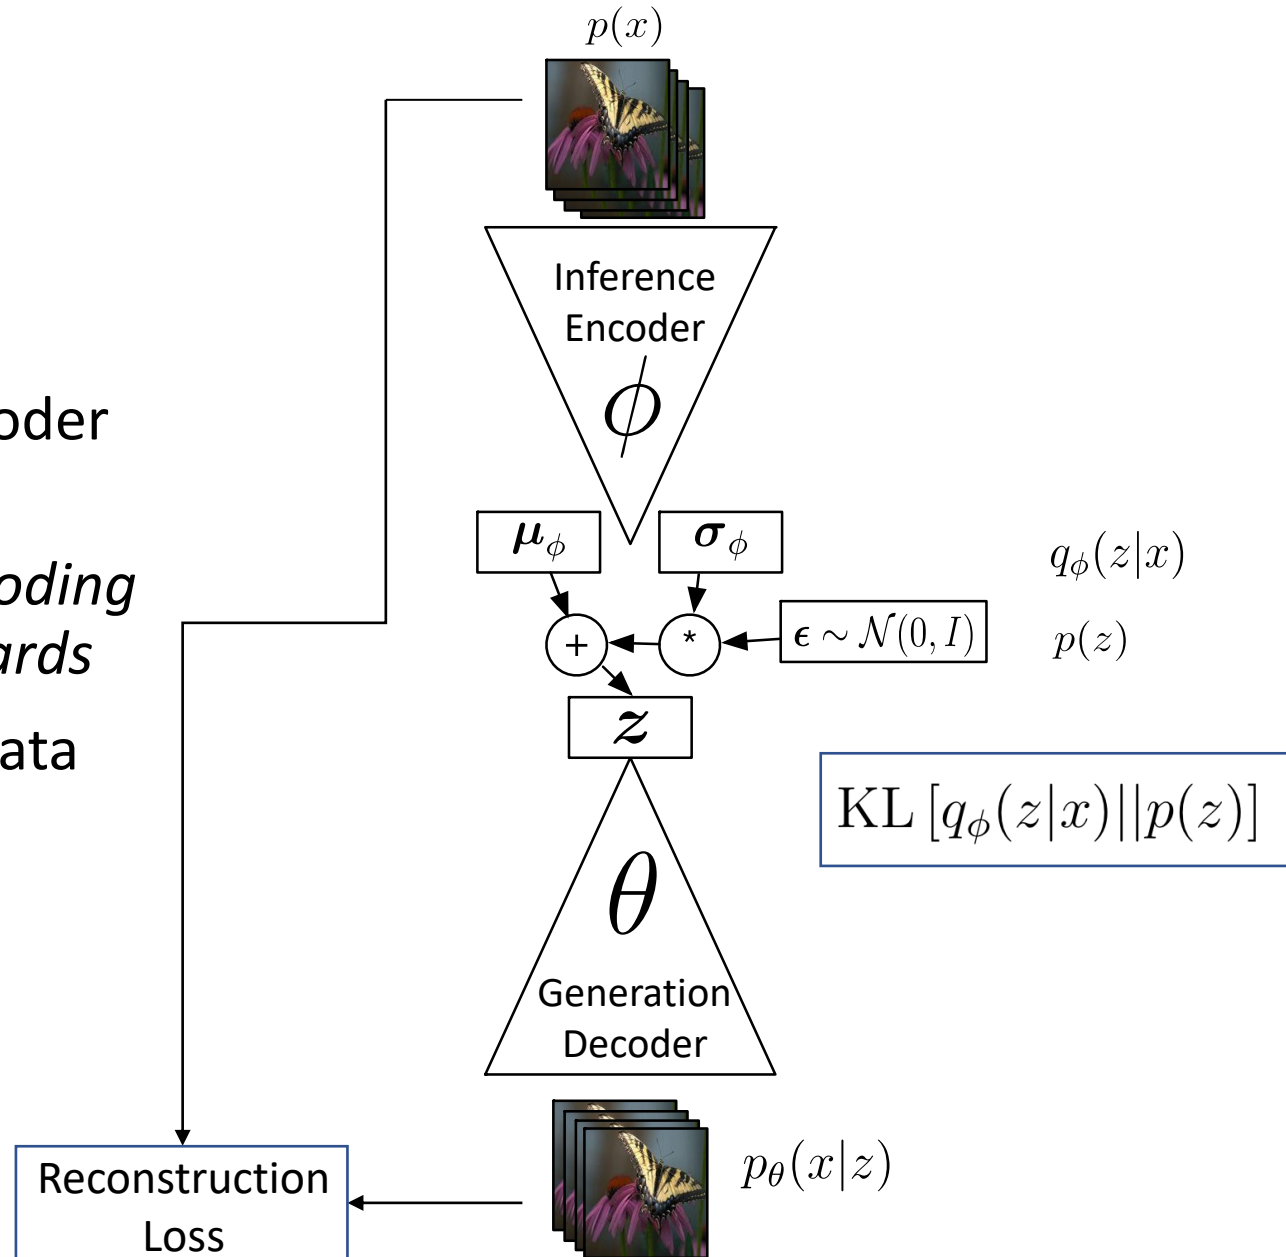 p(x)
Inference
Encoder
ϕ
oder
oding
ards
ata
μ_ϕ
σ_ϕ
+
*
ϵ ∼ N(0, I)
q_ϕ(z|x)
p(z)
z
KL [q_ϕ(z|x)||p(z)]
θ
Generation
Decoder
p_θ(x|z)
Reconstruction
Loss